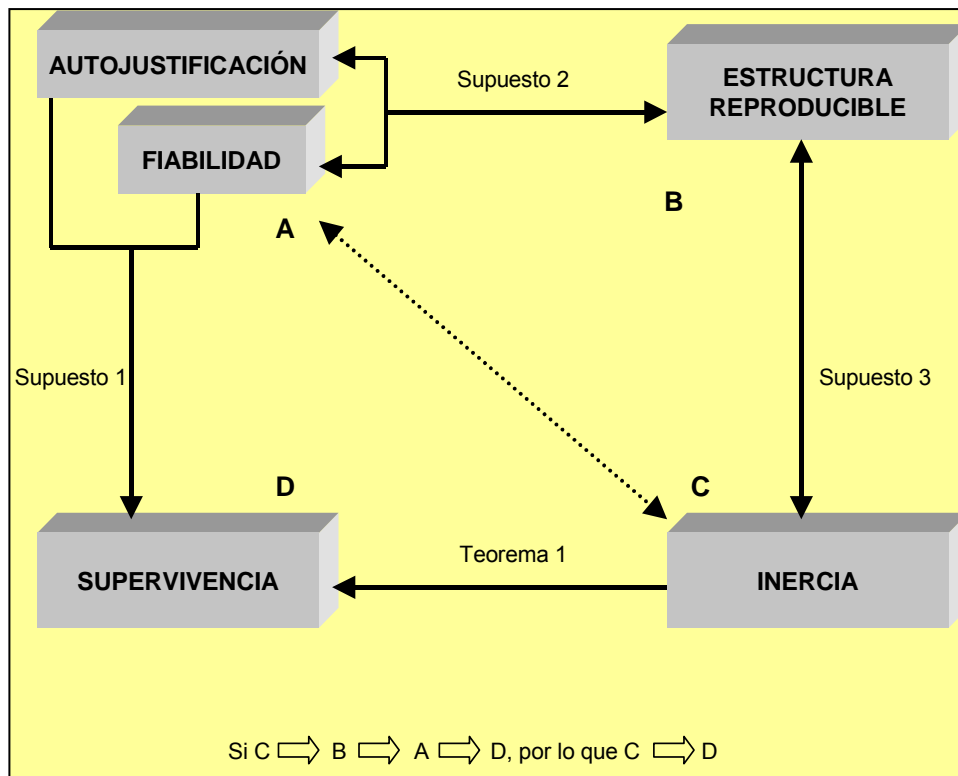 AUTOJUSTIFICACIÓN
Supuesto 2
ESTRUCTURA
REPRODUCIBLE
FIABILIDAD
A
B
Supuesto 1
Supuesto 3
D
C
SUPERVIVENCIA
Teorema 1
INERCIA
Si C ⇨ B ⇨ A ⇨ D, por lo que C ⇨ D